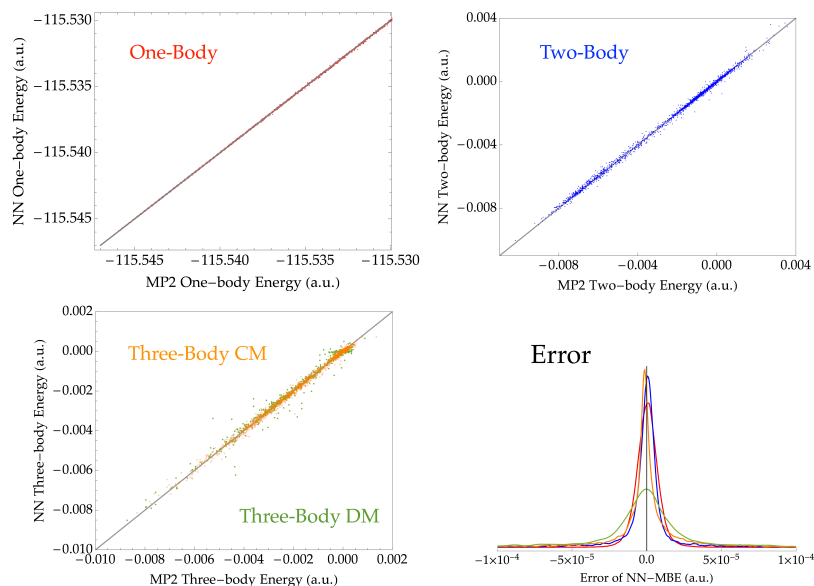 −115.530
−115.535
−115.540
−115.545
NN One−body Energy (a.u.)
One-Body
−115.545
−115.540
−115.535
−115.530
MP2 One−body Energy (a.u.)
0.004
0.000
−0.004
−0.008
NN Two−body Energy (a.u.)
Two-Body
−0.008
−0.004
0.000
0.004
MP2 Two−body Energy (a.u.)
0.002
0.000
−0.002
−0.004
−0.006
−0.008
−0.010
NN Three−body Energy (a.u.)
Three-Body CM
Three-Body DM
−0.010
−0.008
−0.006
−0.004
−0.002
0.000
0.002
MP2 Three−body Energy (a.u.)
Error
−1×10⁻⁴
−5×10⁻⁵
0.0
5×10⁻⁵
1×10⁻⁴
Error of NN−MBE (a.u.)